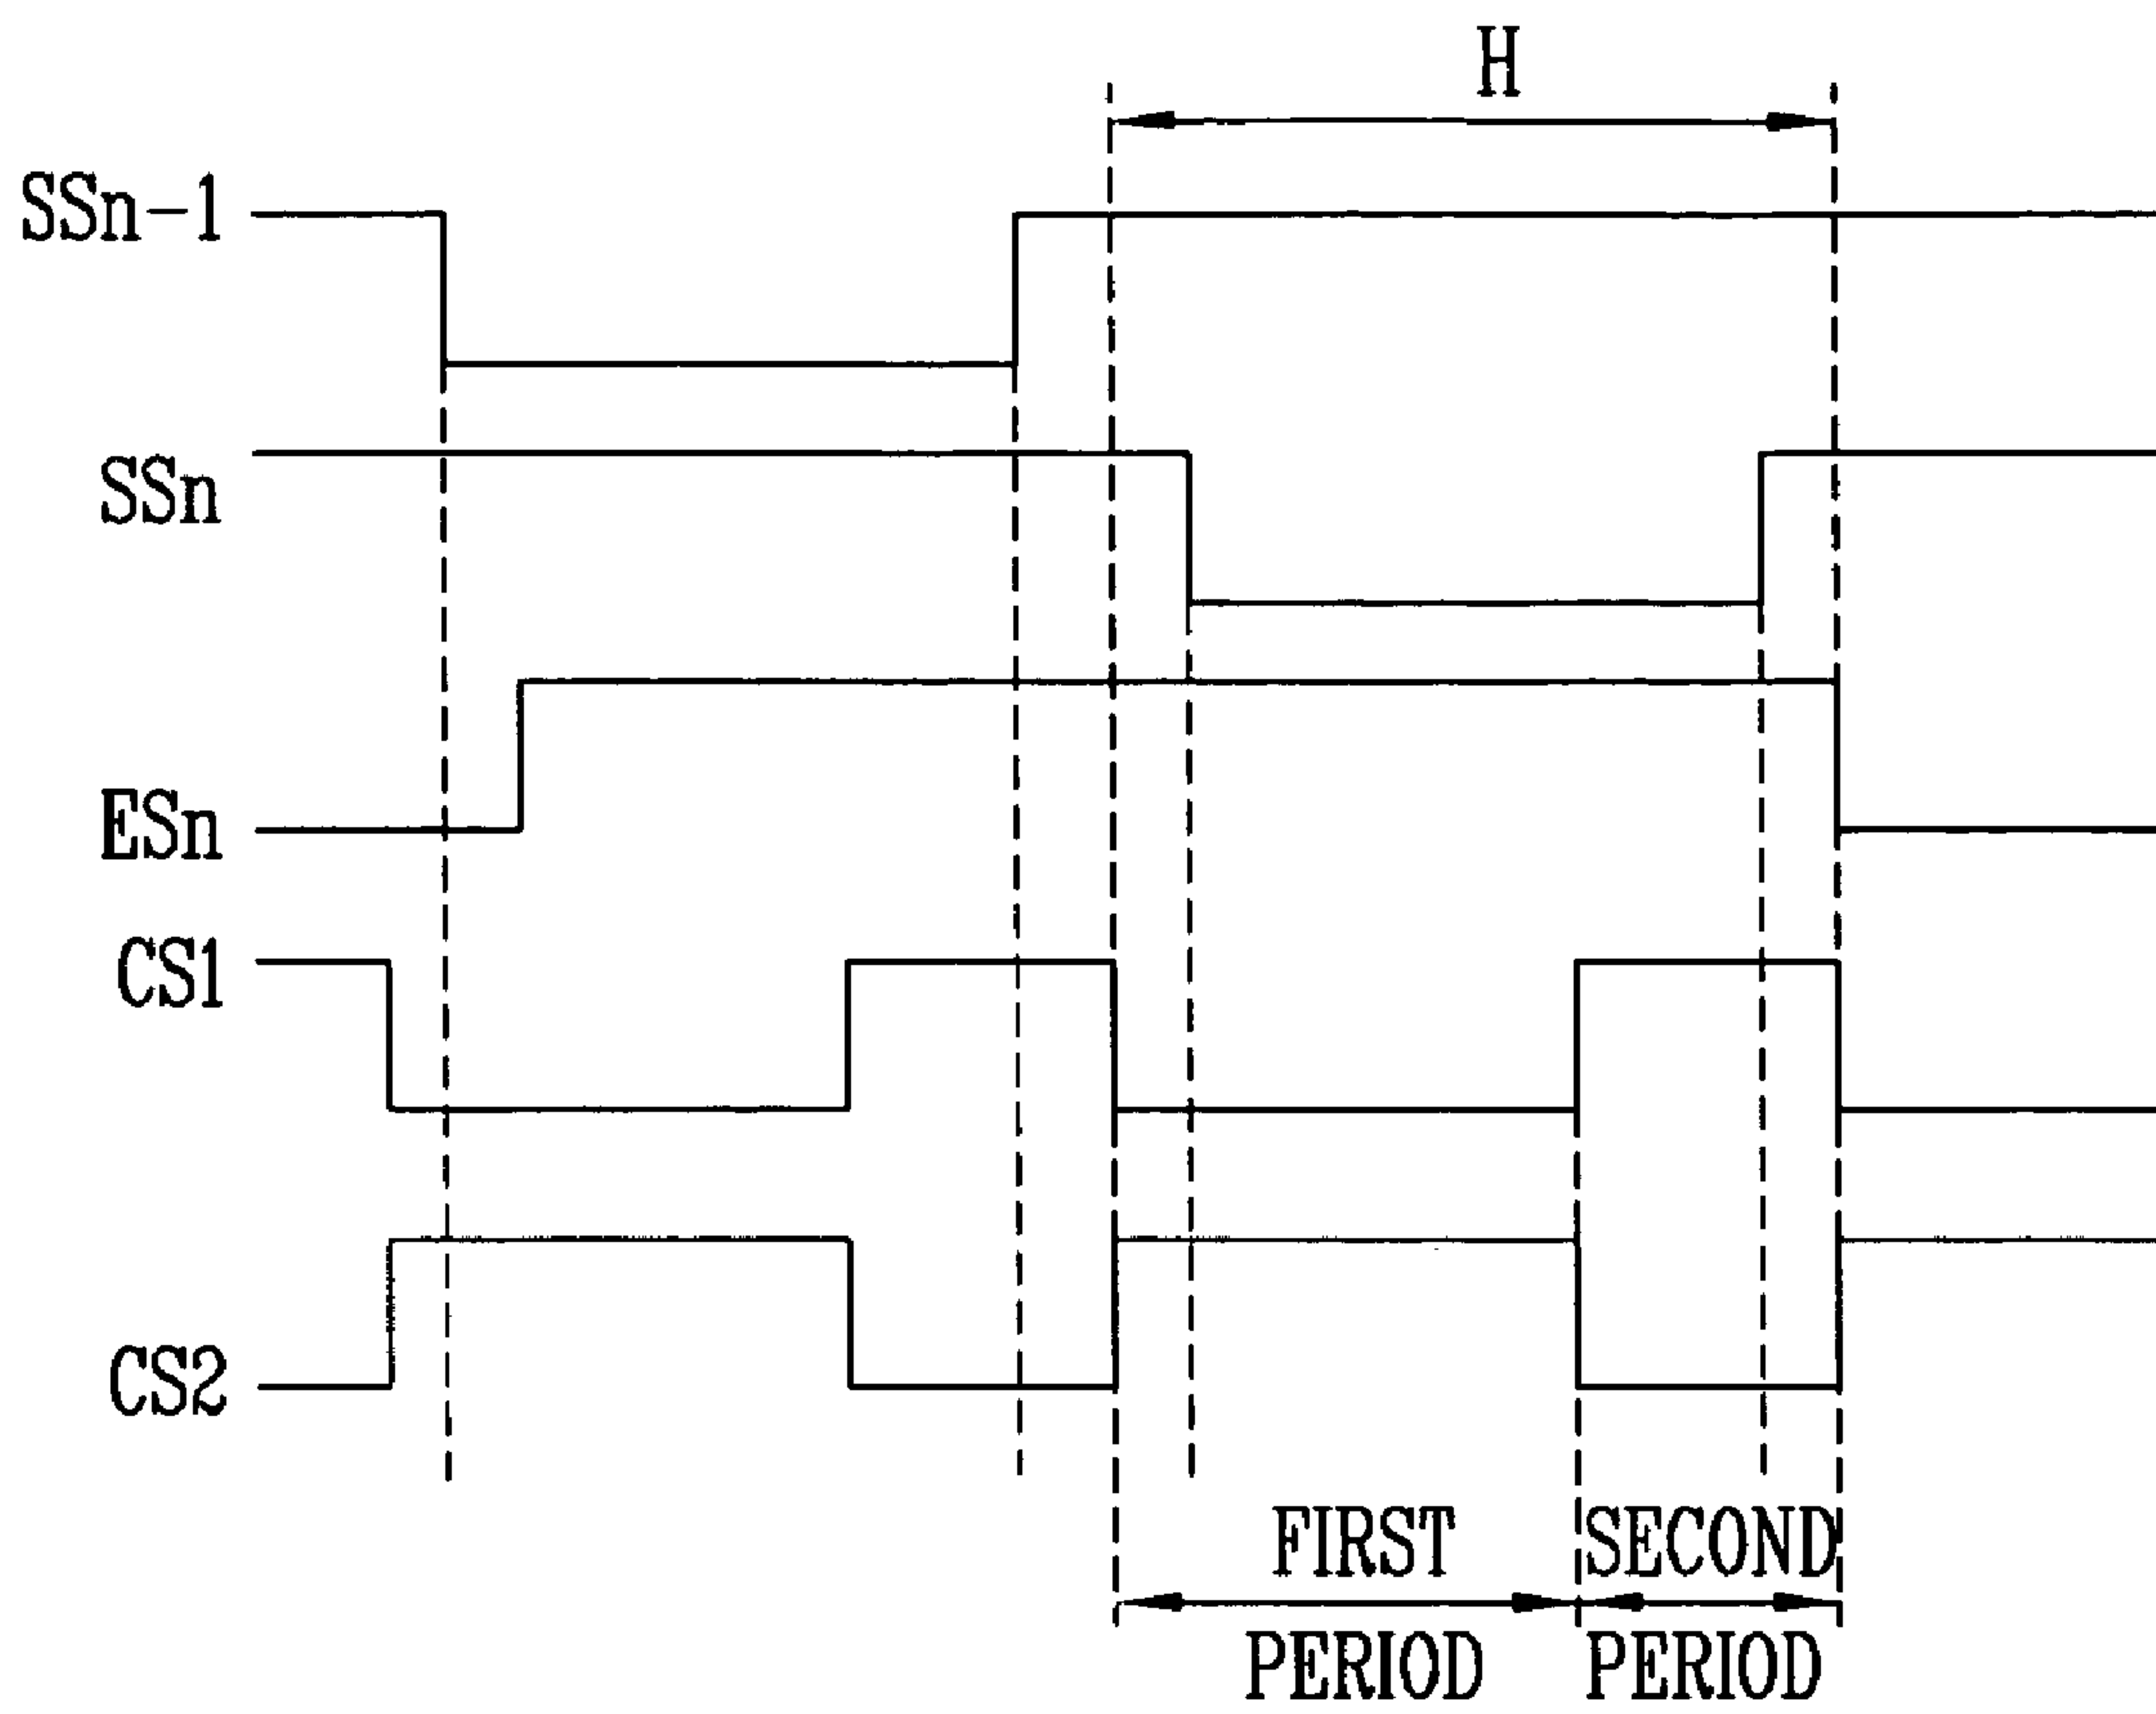 H
SSn-1
SSn
ESn
CS1
CS2
FIRST PERIOD
SECOND PERIOD